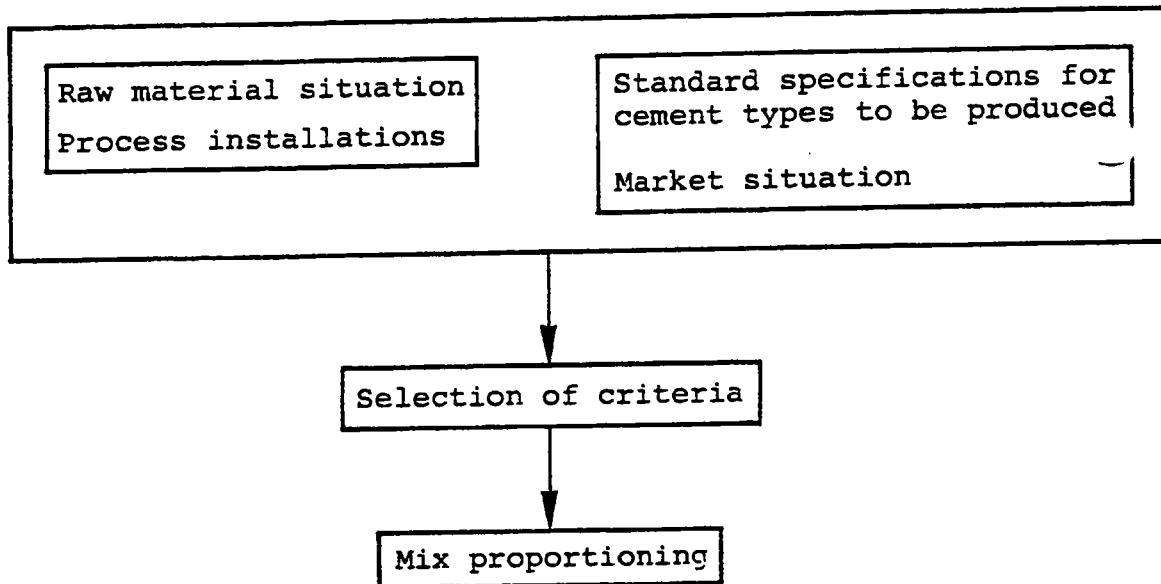 Raw material situation
Process installations
Standard specifications for
cement types to be produced
Market situation
Selection of criteria
Mix proportioning